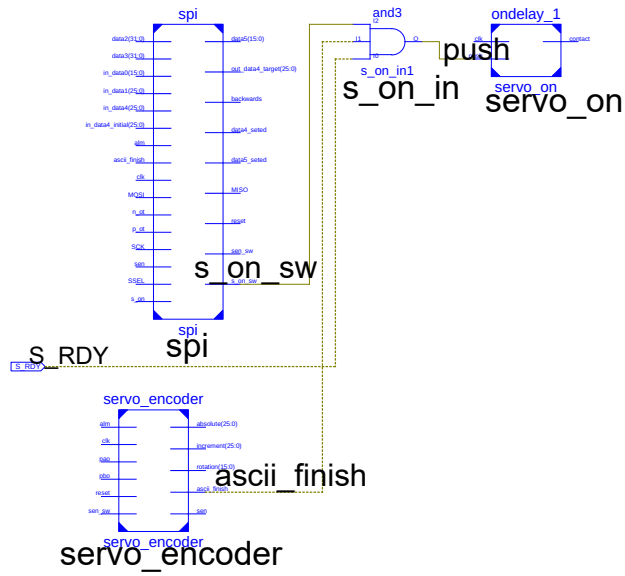 spi
data2(31:0)
data3(31:0)
in_data0(15:0)
in_data1(25:0)
in_data4(25:0)
in_data4_initial(25:0)
alm
ascii_finish
clk
MOSI
n_ot
p_ot
SCK
sen
SSEL
s_on
data5(15:0)
out_data4_target(25:0)
backwards
data4_seted
data5_seted
MISO
reset
sen_sw
s_on_sw
s_on_sw
spi
spi
and3
I2
I1
I0
O
s_on_in1
s_on_in
ondelay_1
clk
push
contact
servo_on
servo_on
S_RDY
S_RDY
servo_encoder
alm
clk
pao
pbo
reset
sen_sw
absolute(25:0)
increment(25:0)
rotation(15:0)
ascii_finish
ascii_finish
sen
servo_encoder
servo_encoder